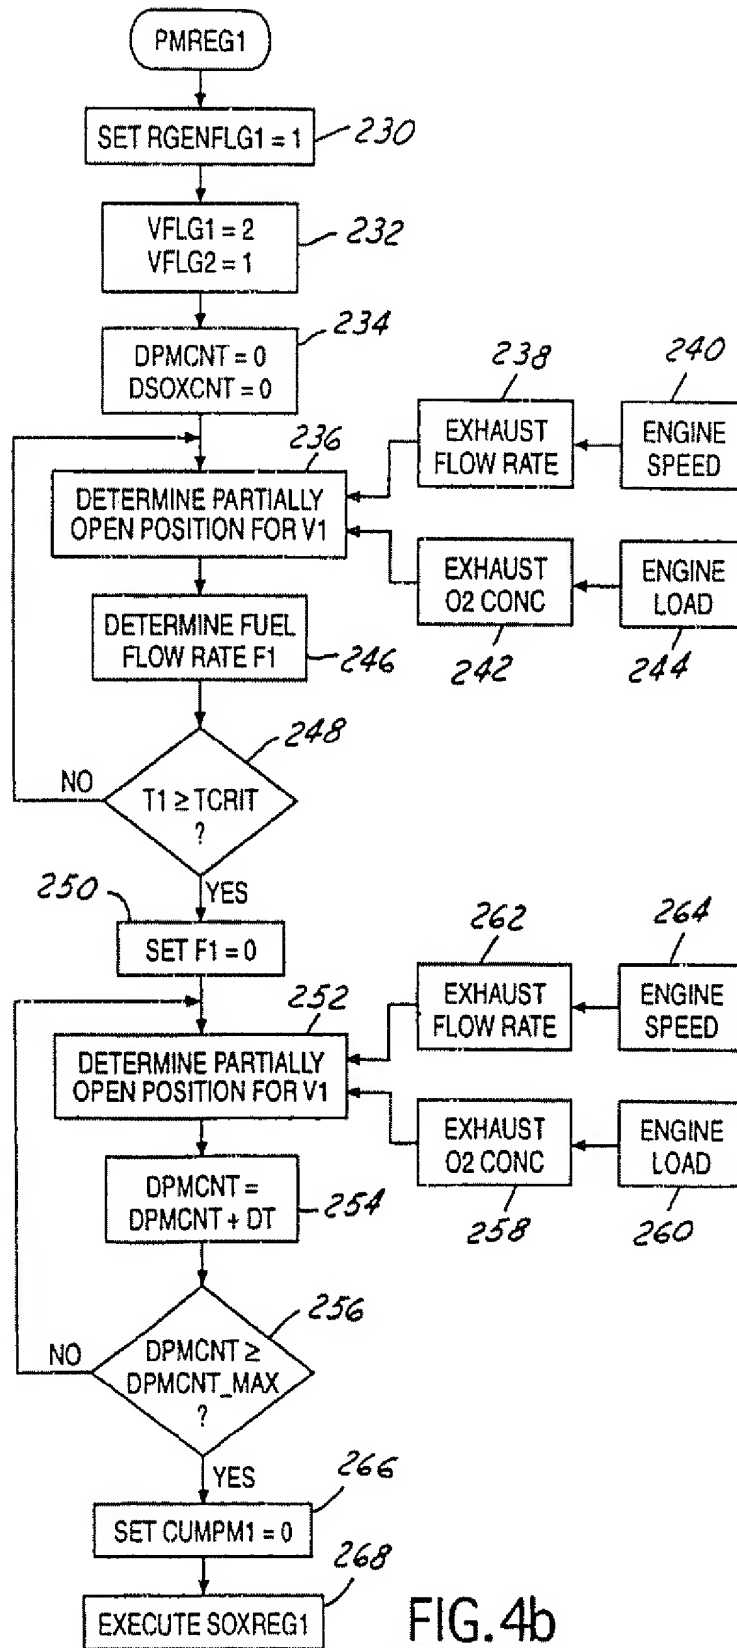 PMREG1
SET RGENFLG1 = 1
230
VFLG1 = 2
VFLG2 = 1
232
234
DPMCNT = 0
DSOXCNT = 0
236
DETERMINE PARTIALLY
OPEN POSITION FOR V1
238
EXHAUST
FLOW RATE
240
ENGINE
SPEED
EXHAUST
O2 CONC
242
ENGINE
LOAD
244
DETERMINE FUEL
FLOW RATE F1
246
248
NO
T1 ≥ TCRIT
?
YES
250
SET F1 = 0
252
DETERMINE PARTIALLY
OPEN POSITION FOR V1
262
EXHAUST
FLOW RATE
264
ENGINE
SPEED
EXHAUST
O2 CONC
258
ENGINE
LOAD
260
DPMCNT =
DPMCNT + DT
254
256
NO
DPMCNT ≥
DPMCNT_MAX
?
YES
266
SET CUMPM1 = 0
268
EXECUTE SOXREG1
FIG. 4b